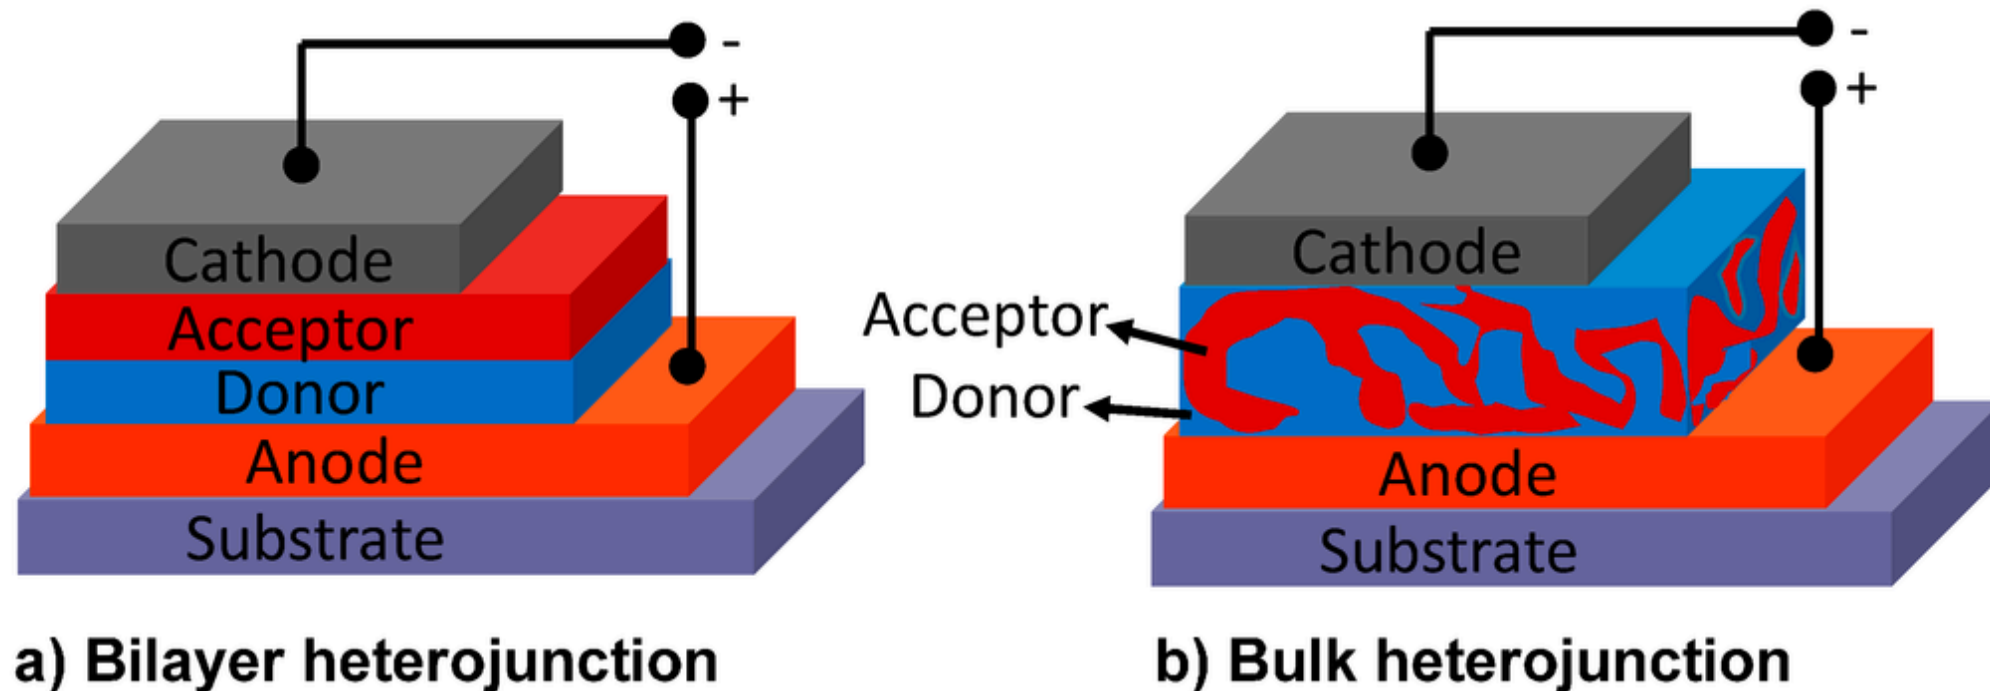 -
+
Cathode
Acceptor
Donor
Anode
Substrate
a) Bilayer heterojunction
-
+
Cathode
Acceptor
Donor
Anode
Substrate
b) Bulk heterojunction